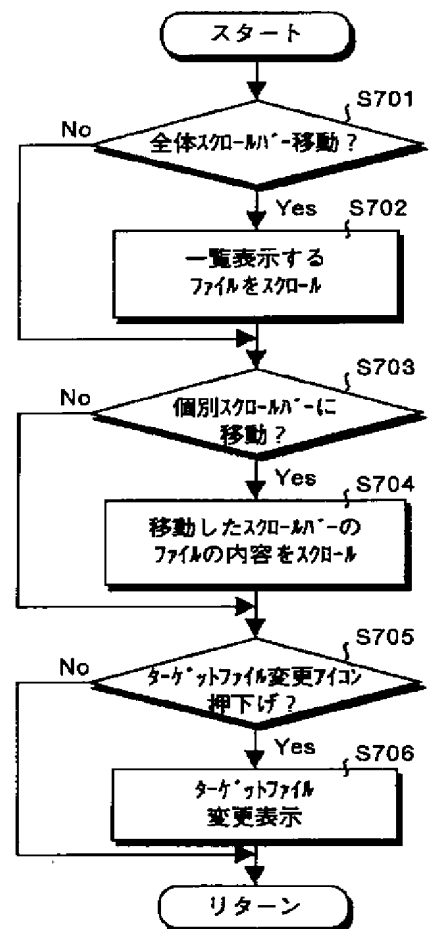 スタート
S701
No
全体ｽｸﾛｰﾙﾊﾞｰ移動？
Yes
S702
一覧表示する
ﾌｧｲﾙをｽｸﾛｰﾙ
S703
No
個別ｽｸﾛｰﾙﾊﾞｰに
移動？
Yes
S704
移動したｽｸﾛｰﾙﾊﾞｰの
ﾌｧｲﾙの内容をｽｸﾛｰﾙ
S705
No
ﾀｰｹﾞｯﾄﾌｧｲﾙ変更ｱｲｺﾝ
押下げ？
Yes
S706
ﾀｰｹﾞｯﾄﾌｧｲﾙ
変更表示
リターン